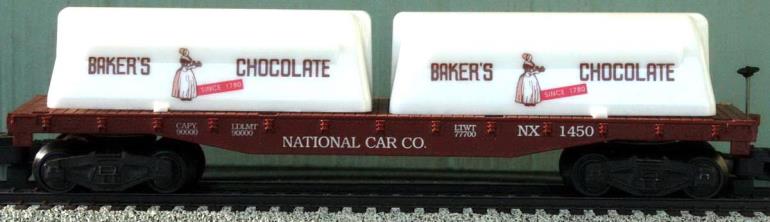 BAKER'S CHOCOLATE
SINCE 1780
BAKER'S CHOCOLATE
SINCE 1780
CAPY. LDLMT LTWT
90000 90000 77700
NATIONAL CAR CO. NX 1450